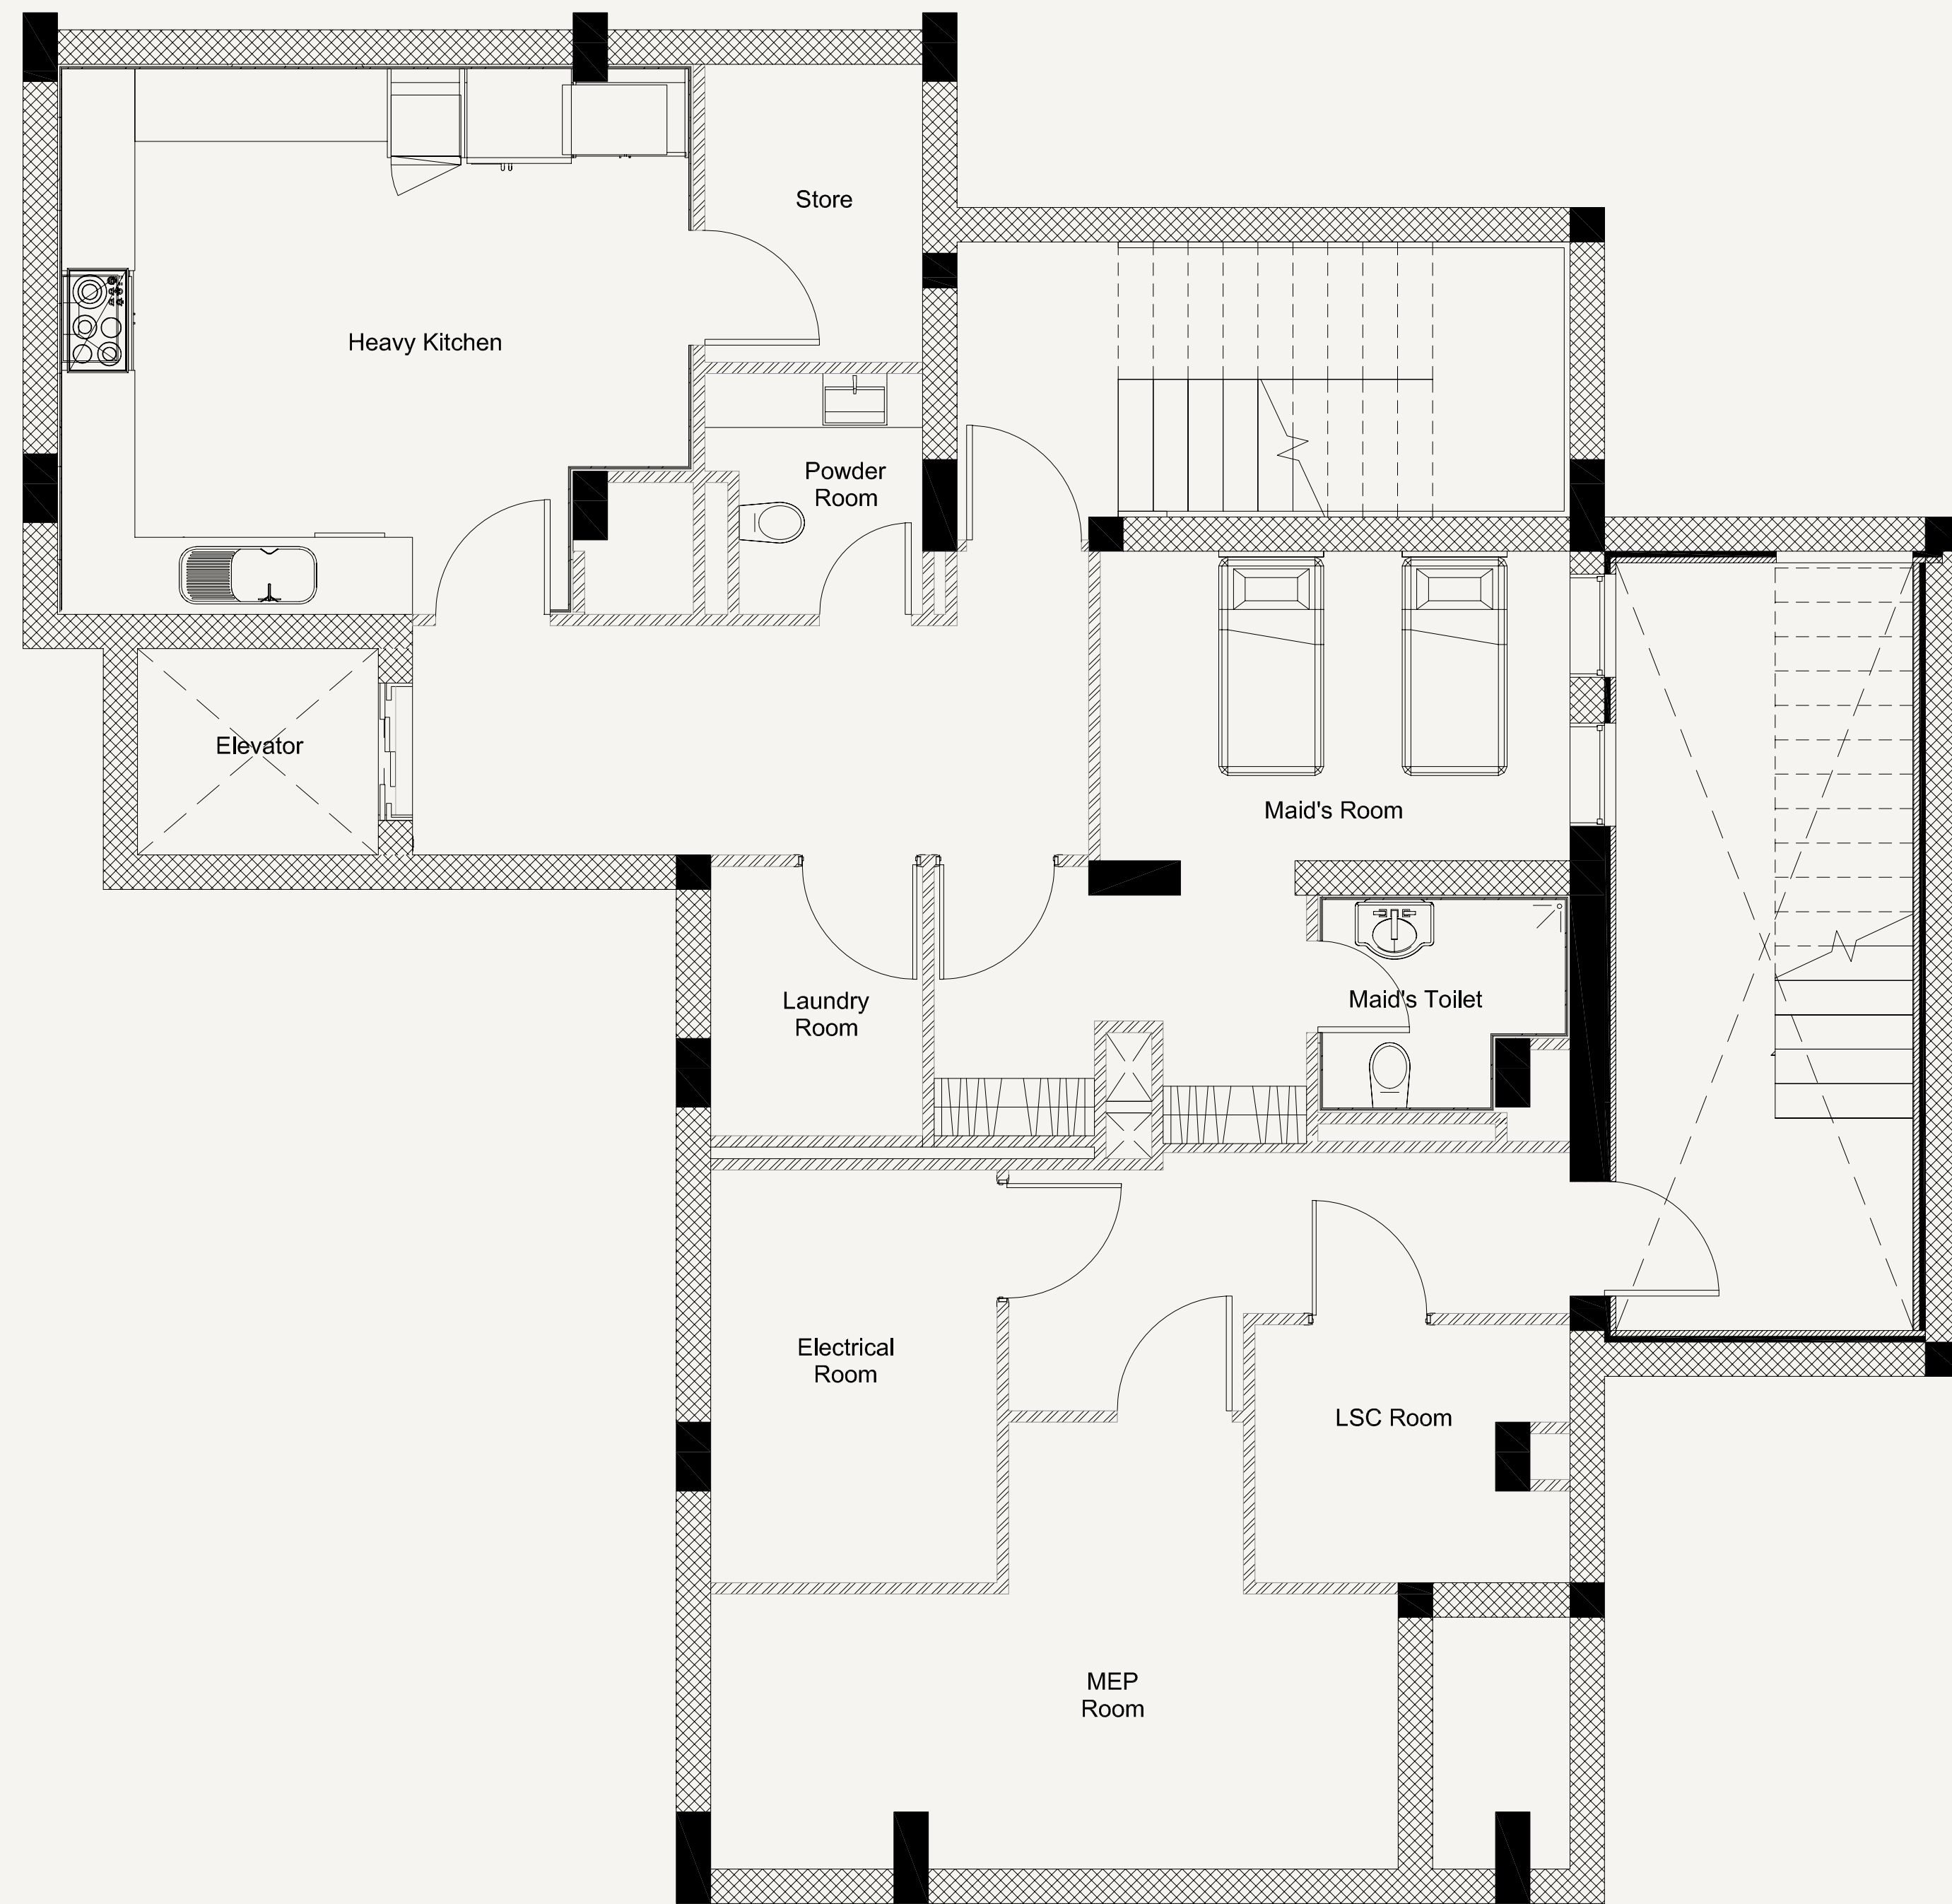 Store
Heavy Kitchen
Powder
Room
Elevator
Maid's Room
Laundry
Room
Maid's Toilet
Electrical
Room
LSC Room
MEP
Room